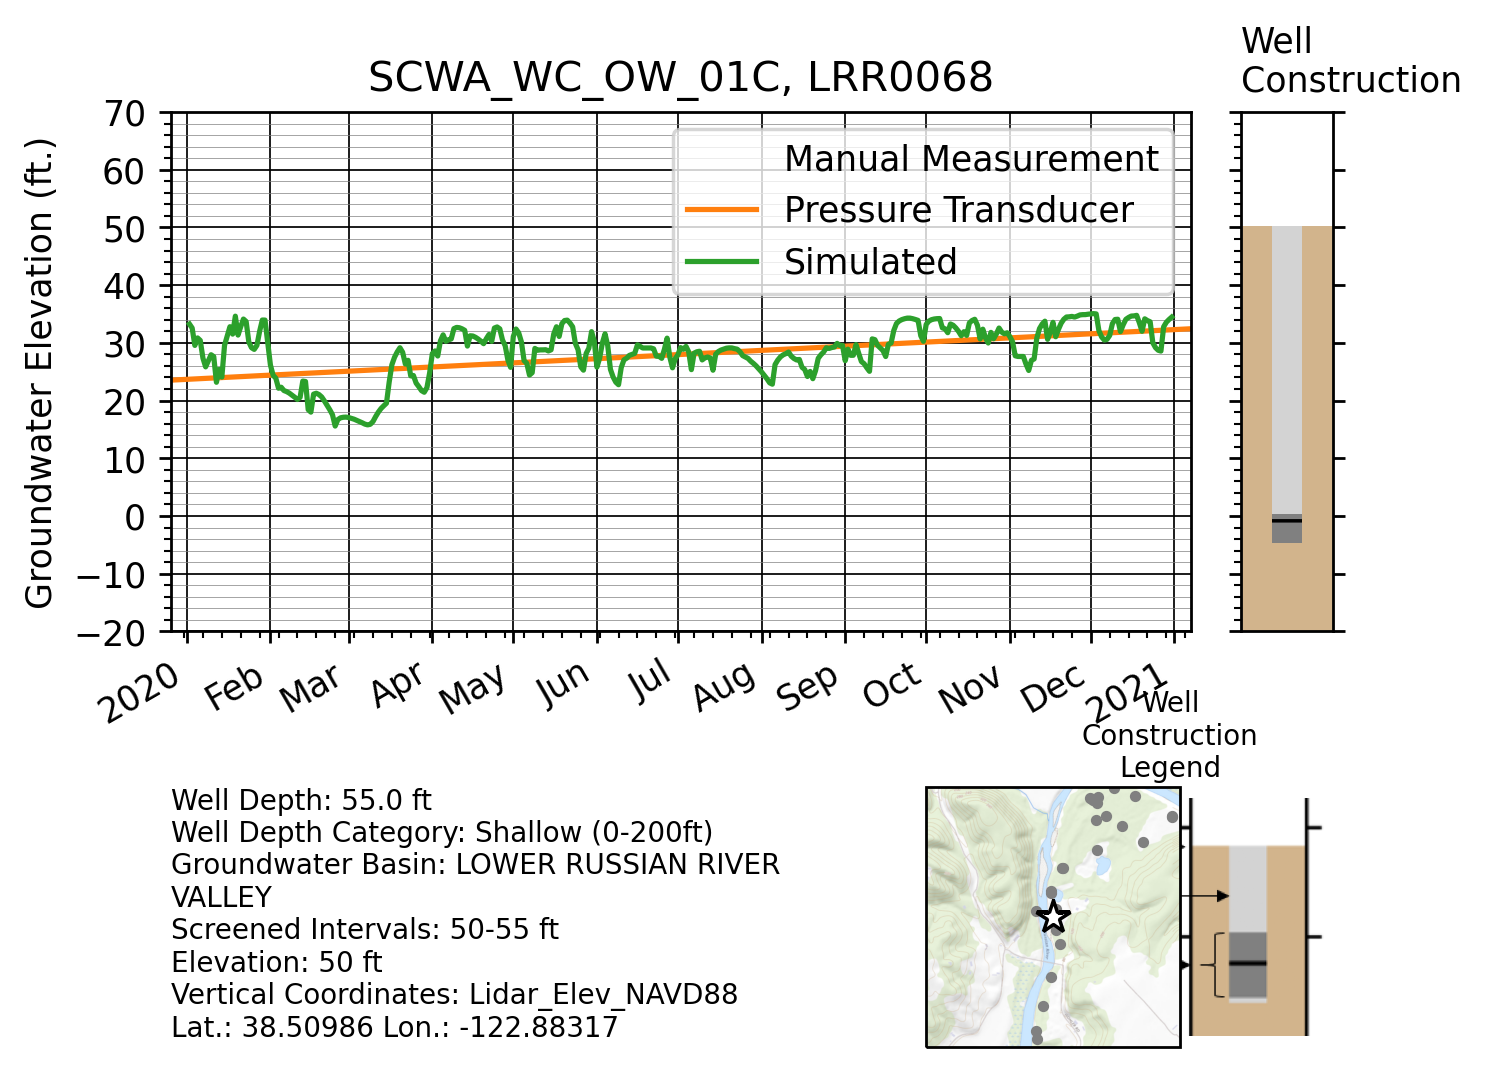 Well
Construction
SCWA_WC_OW_01C, LRR0068
Groundwater Elevation (ft.)
70
60
50
40
30
20
10
0
−10
−20
Manual Measurement
Pressure Transducer
Simulated
2020 Feb Mar Apr May Jun Jul Aug Sep Oct Nov Dec 2021
Well
Construction
Legend
Well Depth: 55.0 ft
Well Depth Category: Shallow (0-200ft)
Groundwater Basin: LOWER RUSSIAN RIVER
VALLEY
Screened Intervals: 50-55 ft
Elevation: 50 ft
Vertical Coordinates: Lidar_Elev_NAVD88
Lat.: 38.50986 Lon.: -122.88317